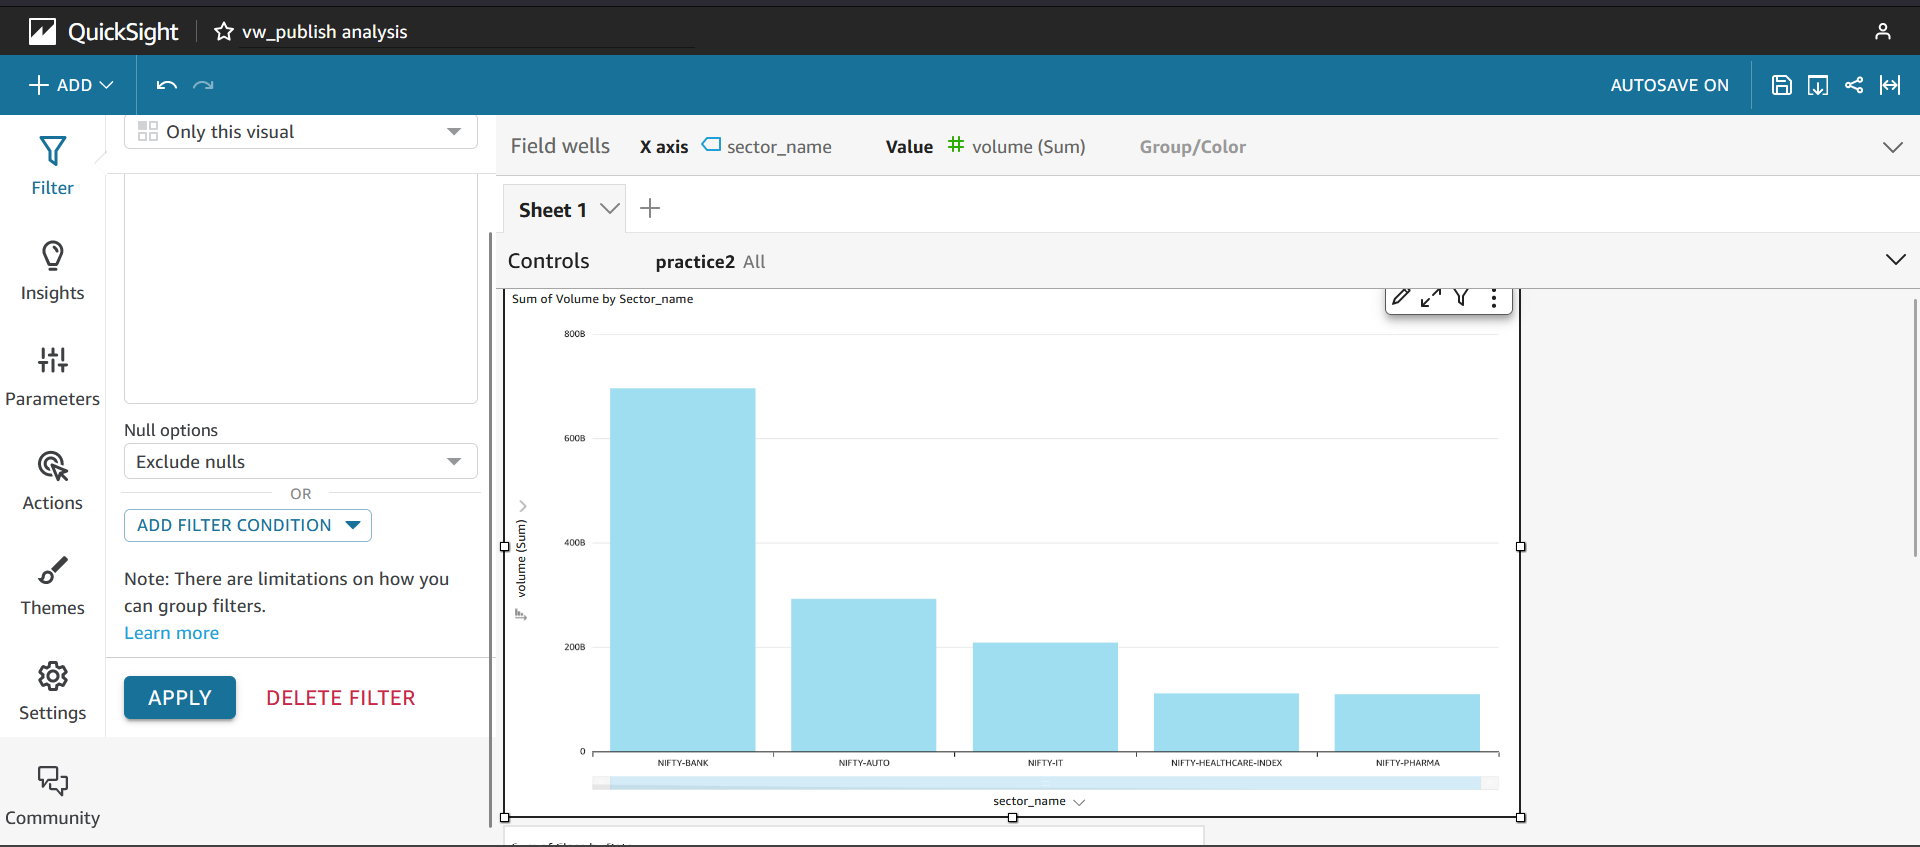 QuickSight
vw_publish analysis
ADD
AUTOSAVE ON
Filter
Insights
Parameters
Actions
Themes
Settings
Community
Only this visual
Null options
Exclude nulls
OR
ADD FILTER CONDITION
Note: There are limitations on how you
can group filters.
Learn more
APPLY
DELETE FILTER
Field wells
X axis sector_name
Value volume (Sum)
Group/Color
Sheet 1
Controls
practice2 All
Sum of Volume by Sector_name
800B
600B
400B
200B
0
volume (Sum)
NIFTY-BANK
NIFTY-AUTO
NIFTY-IT
NIFTY-HEALTHCARE-INDEX
NIFTY-PHARMA
sector_name